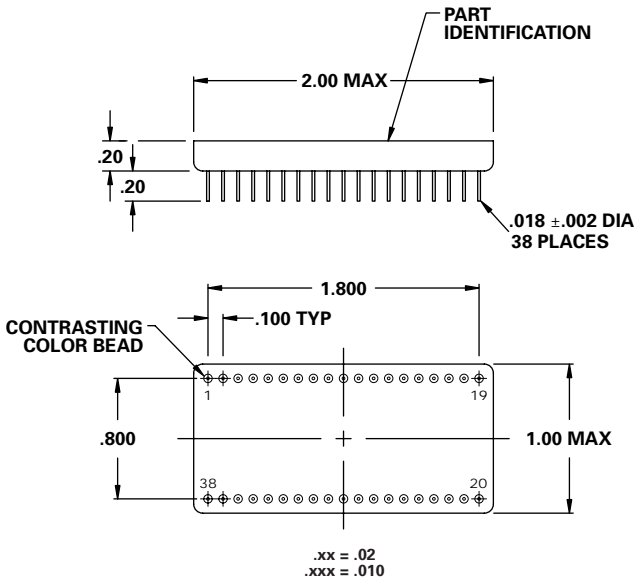 PART
IDENTIFICATION
2.00 MAX
.20
.20
.018 ±.002 DIA
38 PLACES
1.800
.100 TYP
CONTRASTING
COLOR BEAD
1
19
.800
1.00 MAX
38
20
.xx = .02
.xxx = .010